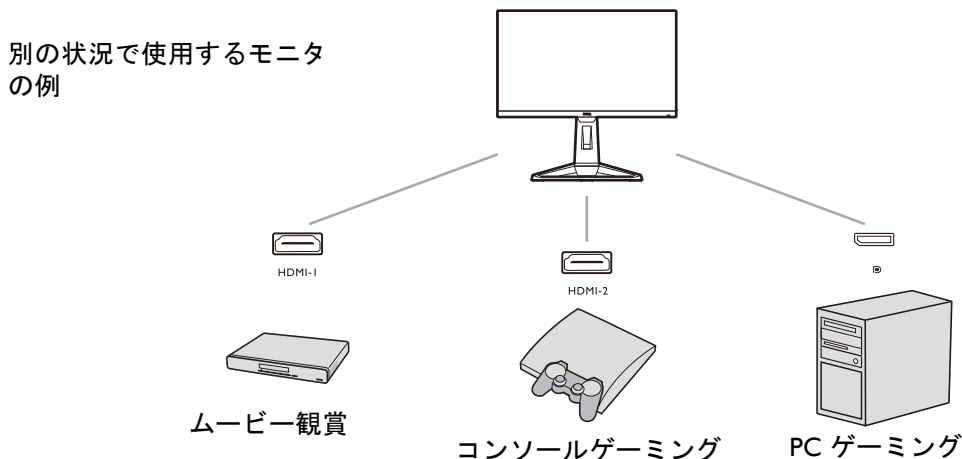 別の状況で使用するモニタ
の例
HDMI-1
HDMI-2
ムービー観賞
コンソールゲーミング
PC ゲーミング